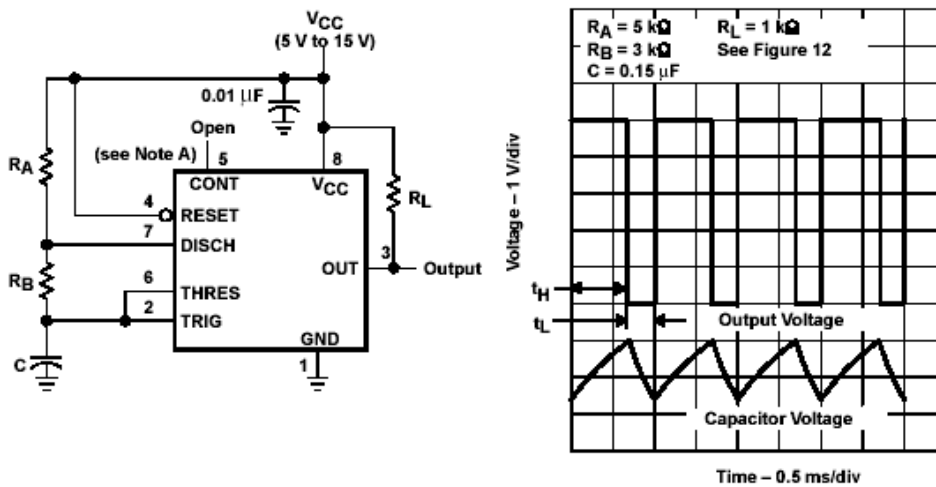 VCC
(5 V to 15 V)
0.01 µF
Open
(see Note A)
5
8
RA
CONT
VCC
4
RESET
RL
7
DISCH
3
RB
OUT
Output
6
THRES
2
TRIG
GND
C
1
RA = 5 kΩ
RL = 1 kΩ
RB = 3 kΩ
See Figure 12
C = 0.15 µF
Voltage – 1 V/div
tH
tL
Output Voltage
Capacitor Voltage
Time – 0.5 ms/div